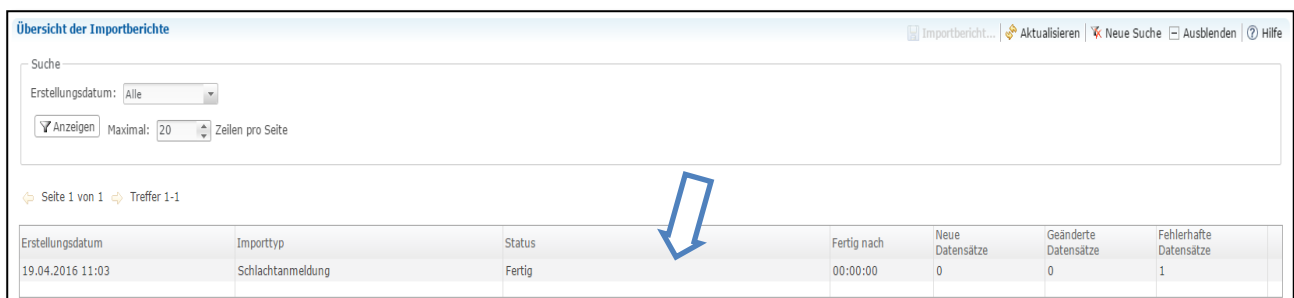 Übersicht der Importberichte
Importbericht... Aktualisieren Neue Suche Ausblenden Hilfe
Suche
Erstellungsdatum: Alle
Anzeigen Maximal: 20 Zeilen pro Seite
Seite 1 von 1 Treffer 1-1
Erstellungsdatum Importtyp Status Fertig nach Neue Datensätze Geänderte Datensätze Fehlerhafte Datensätze
19.04.2016 11:03 Schlachtanmeldung Fertig 00:00:00 0 0 1